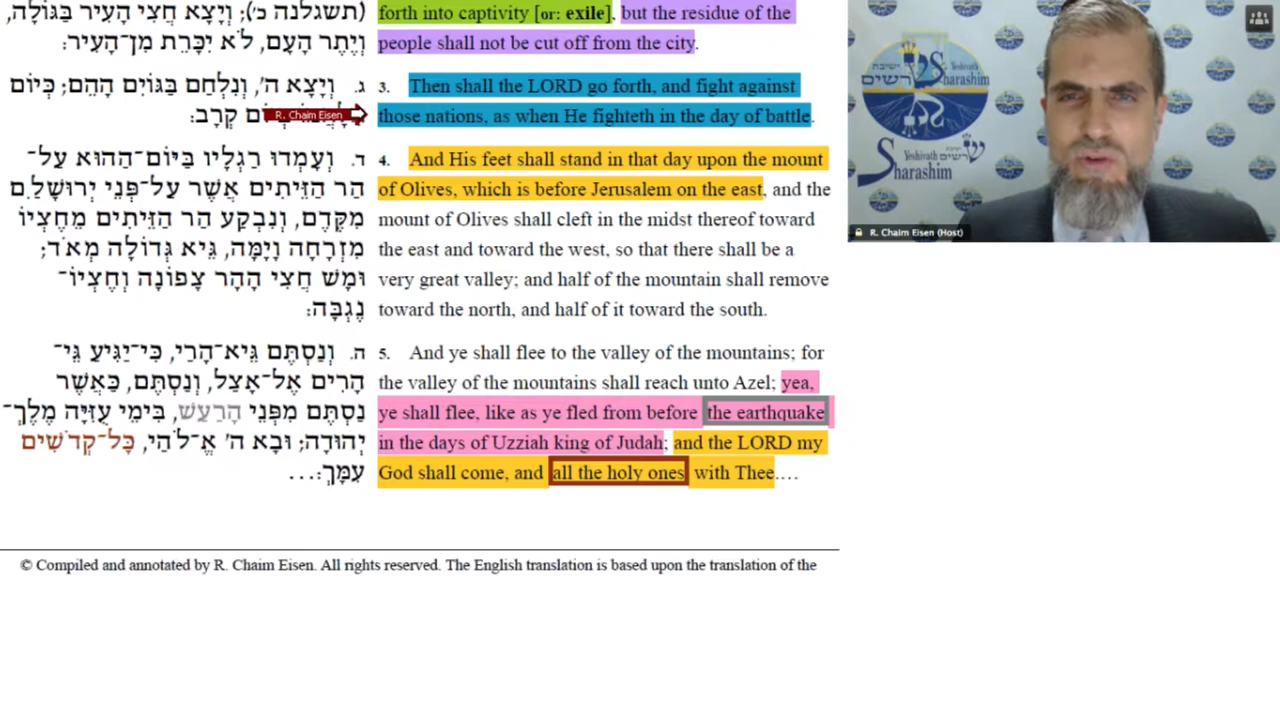 (תשגלנה כ׳); וְיָצָא חֲצִי הָעִיר בַּגּוֹלָה,
וְיֶתֶר הָעָם, לֹא יִכָּרֵת מִן־הָעִיר:
ג. וְיָצָא ה׳, וְנִלְחַם בַּגּוֹיִם הָהֵם; כְּיוֹם
קְרָב:
ד. וְעָמְדוּ רַגְלָיו בַּיּוֹם־הַהוּא עַל־
הַר הַזֵּיתִים אֲשֶׁר עַל־פְּנֵי יְרוּשָׁלִַם
מִקֶּדֶם, וְנִבְקַע הַר הַזֵּיתִים מֵחֶצְיוֹ
מִזְרָחָה וָיָמָּה, גֵּיא גְּדוֹלָה מְאֹד;
וּמָשׁ חֲצִי הָהָר צָפוֹנָה וְחֶצְיוֹ־
נֶגְבָּה:
ה. וְנַסְתֶּם גֵּיא־הָרַי, כִּי־יַגִּיעַ גֵּי־
הָרִים אֶל־אָצַל, וְנַסְתֶּם, כַּאֲשֶׁר
נַסְתֶּם מִפְּנֵי הָרַעַשׁ, בִּימֵי עֻזִּיָּה מֶלֶךְ־
יְהוּדָה; וּבָא ה׳ אֱ־לֹהַי, כָּל־קְדֹשִׁים
עִמָּךְ:...
forth into captivity [or: exile], but the residue of the
people shall not be cut off from the city.
3. Then shall the LORD go forth, and fight against
those nations, as when He fighteth in the day of battle.
4. And His feet shall stand in that day upon the mount
of Olives, which is before Jerusalem on the east, and the
mount of Olives shall cleft in the midst thereof toward
the east and toward the west, so that there shall be a
very great valley; and half of the mountain shall remove
toward the north, and half of it toward the south.
5. And ye shall flee to the valley of the mountains; for
the valley of the mountains shall reach unto Azel; yea,
ye shall flee, like as ye fled from before the earthquake
in the days of Uzziah king of Judah; and the LORD my
God shall come, and all the holy ones with Thee....
© Compiled and annotated by R. Chaim Eisen. All rights reserved. The English translation is based upon the translation of the
R. Chaim Eisen
ישיבת
שרשים
Yeshivath
Sharashim
Yeshivath שרשים
Sharashim
R. Chaim Eisen (Host)